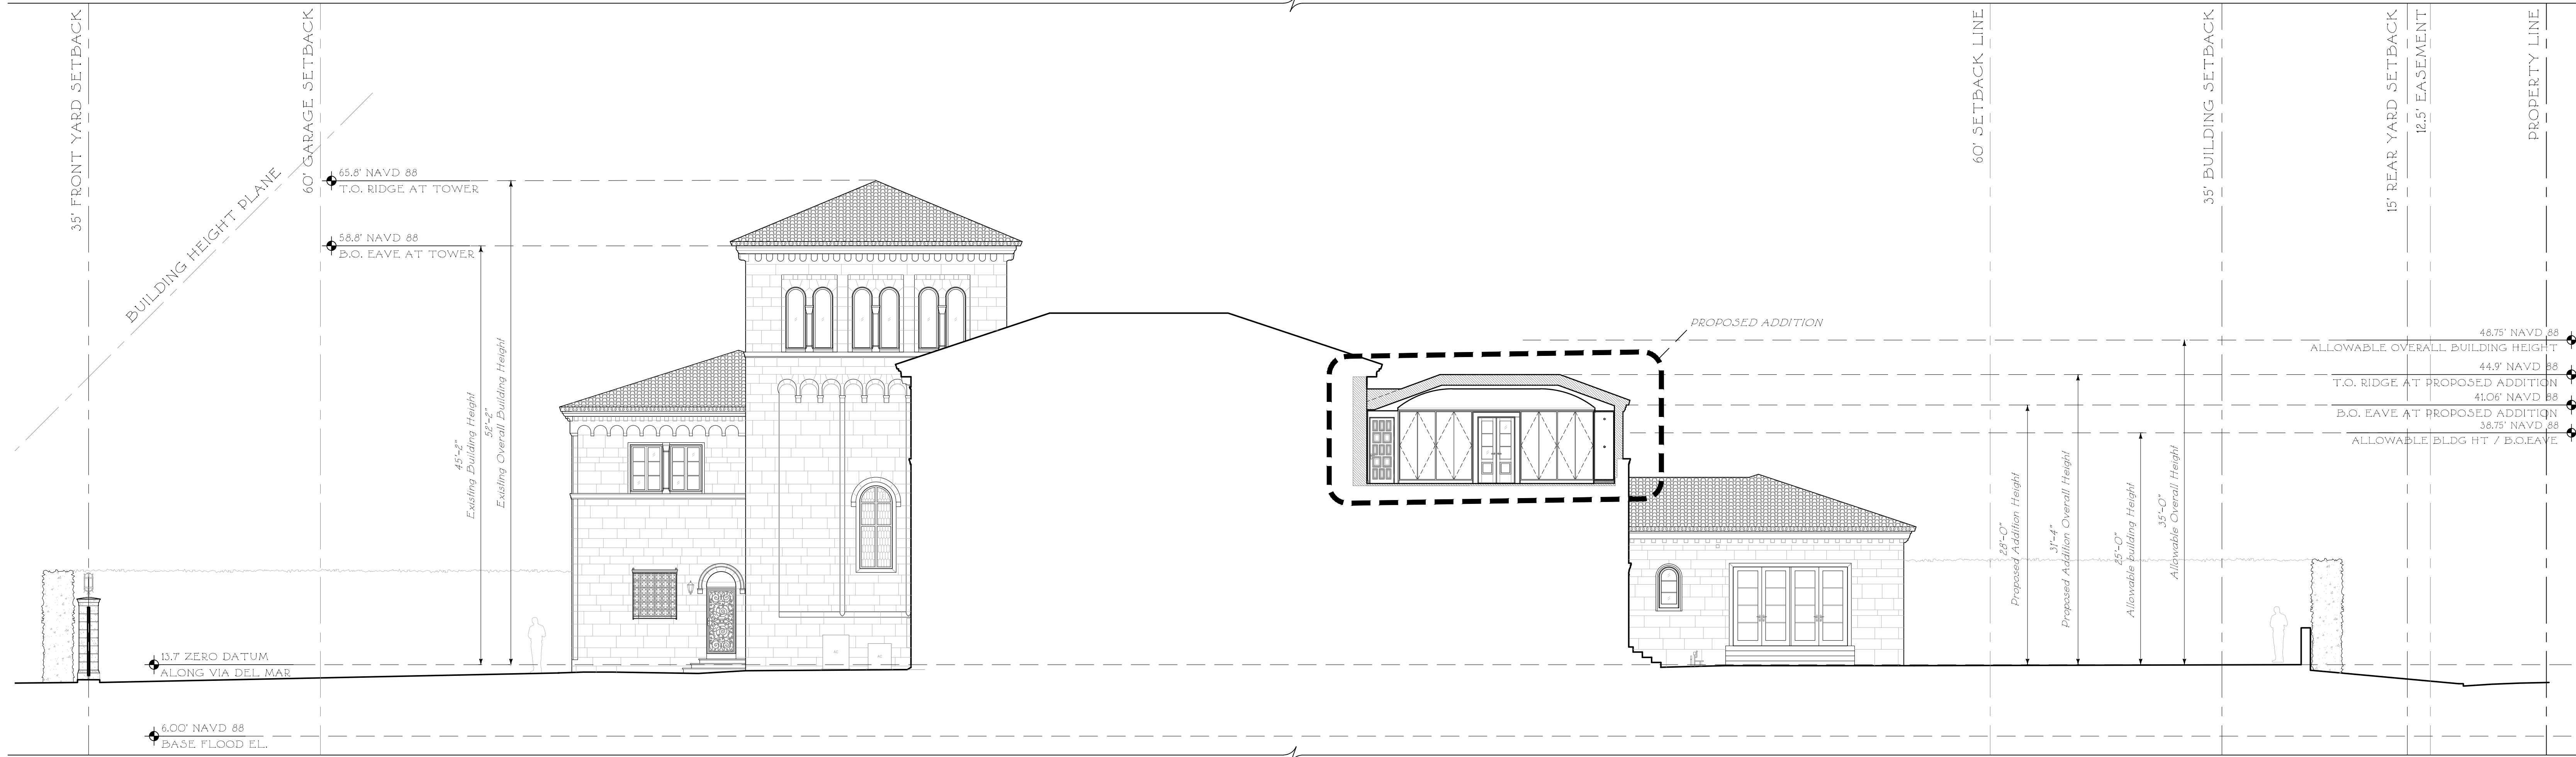 35' FRONT YARD SETBACK
60' GARAGE SETBACK
BUILDING HEIGHT PLANE
65.8' NAVD 88
T.O. RIDGE AT TOWER
58.8' NAVD 88
B.O. EAVE AT TOWER
45'-2"
Existing Building Height
52'-2"
Existing Overall Building Height
13.7' ZERO DATUM
ALONG VIA DEL MAR
6.00' NAVD 88
BASE FLOOD EL.
PROPOSED ADDITION
60' SETBACK LINE
35' BUILDING SETBACK
15' REAR YARD SETBACK
12.5' EASEMENT
PROPERTY LINE
48.75' NAVD 88
ALLOWABLE OVERALL BUILDING HEIGHT
44.9' NAVD 88
T.O. RIDGE AT PROPOSED ADDITION
41.06' NAVD 88
B.O. EAVE AT PROPOSED ADDITION
38.75' NAVD 88
ALLOWABLE BLDG HT / B.O.EAVE
28'-0"
Proposed Addition Height
31'-4"
Proposed Addition Overall Height
25'-0"
Allowable building Height
35'-0"
Allowable Overall Height